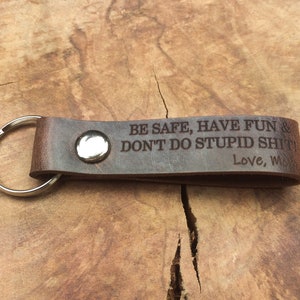 BE SAFE, HAVE FUN &
DON'T DO STUPID SHIT
Love,